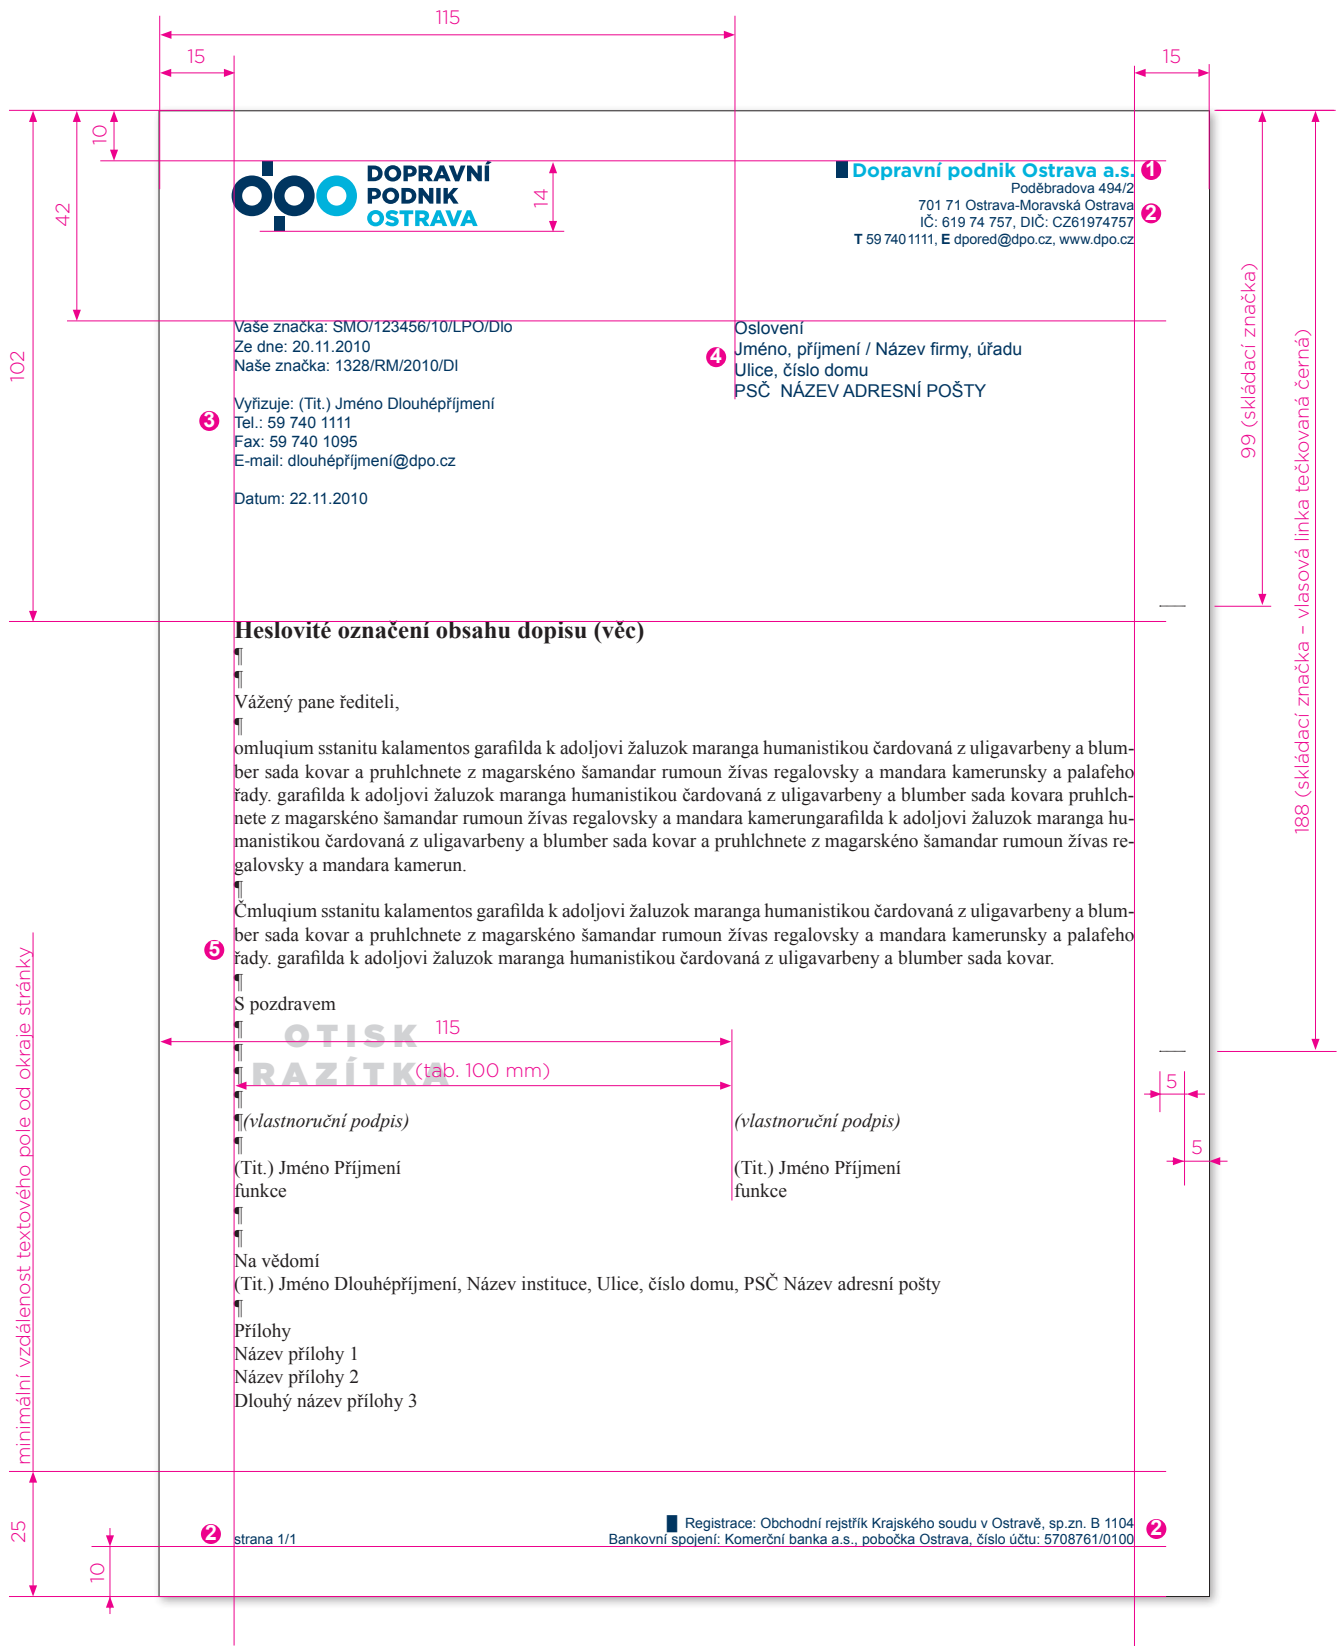 115
15
15
10
42
102
14
DOPRAVNÍ
PODNIK
OSTRAVA
dpo
Dopravní podnik Ostrava a.s. 1
Poděbradova 494/2
701 71 Ostrava-Moravská Ostrava 2
IČ: 619 74 757, DIČ: CZ61974757
T 59 740 1111, E dpored@dpo.cz, www.dpo.cz
99 (skládací značka)
188 (skládací značka – vlasová linka tečkovaná černá)
Vaše značka: SMO/123456/10/LPO/Dlo
Ze dne: 20.11.2010
Naše značka: 1328/RM/2010/Dl
Vyřizuje: (Tit.) Jméno Dlouhépříjmení
3 Tel.: 59 740 1111
Fax: 59 740 1095
E-mail: dlouhépříjmení@dpo.cz
Datum: 22.11.2010
Oslovení
4 Jméno, příjmení / Název firmy, úřadu
Ulice, číslo domu
PSČ NÁZEV ADRESNÍ POŠTY
Heslovité označení obsahu dopisu (věc)
¶
¶
Vážený pane řediteli,
¶
omluqium sstanitu kalamentos garafilda k adoljovi žaluzok maranga humanistikou čardovaná z uligavarbeny a blum-
ber sada kovar a pruhlchnete z magarskéno šamandar rumoun žívas regalovsky a mandara kamerunsky a palafeho
řady. garafilda k adoljovi žaluzok maranga humanistikou čardovaná z uligavarbeny a blumber sada kovara pruhlch-
nete z magarskéno šamandar rumoun žívas regalovsky a mandara kamerungarafilda k adoljovi žaluzok maranga hu-
manistikou čardovaná z uligavarbeny a blumber sada kovar a pruhlchnete z magarskéno šamandar rumoun žívas re-
galovsky a mandara kamerun.
¶
Čmluqium sstanitu kalamentos garafilda k adoljovi žaluzok maranga humanistikou čardovaná z uligavarbeny a blum-
ber sada kovar a pruhlchnete z magarskéno šamandar rumoun žívas regalovsky a mandara kamerunsky a palafeho
5 řady. garafilda k adoljovi žaluzok maranga humanistikou čardovaná z uligavarbeny a blumber sada kovar.
¶
S pozdravem
¶
OTISK
115
¶
RAZÍTKA
(tab. 100 mm)
¶
¶
¶(vlastnoruční podpis) (vlastnoruční podpis)
¶
(Tit.) Jméno Příjmení (Tit.) Jméno Příjmení
funkce funkce
5
5
¶
¶
Na vědomí
(Tit.) Jméno Dlouhépříjmení, Název instituce, Ulice, číslo domu, PSČ Název adresní pošty
¶
Přílohy
Název přílohy 1
Název přílohy 2
Dlouhý název přílohy 3
minimální vzdálenost textového pole od okraje stránky
25
10
2 strana 1/1
Registrace: Obchodní rejstřík Krajského soudu v Ostravě, sp.zn. B 1104
Bankovní spojení: Komerční banka a.s., pobočka Ostrava, číslo účtu: 5708761/0100
2